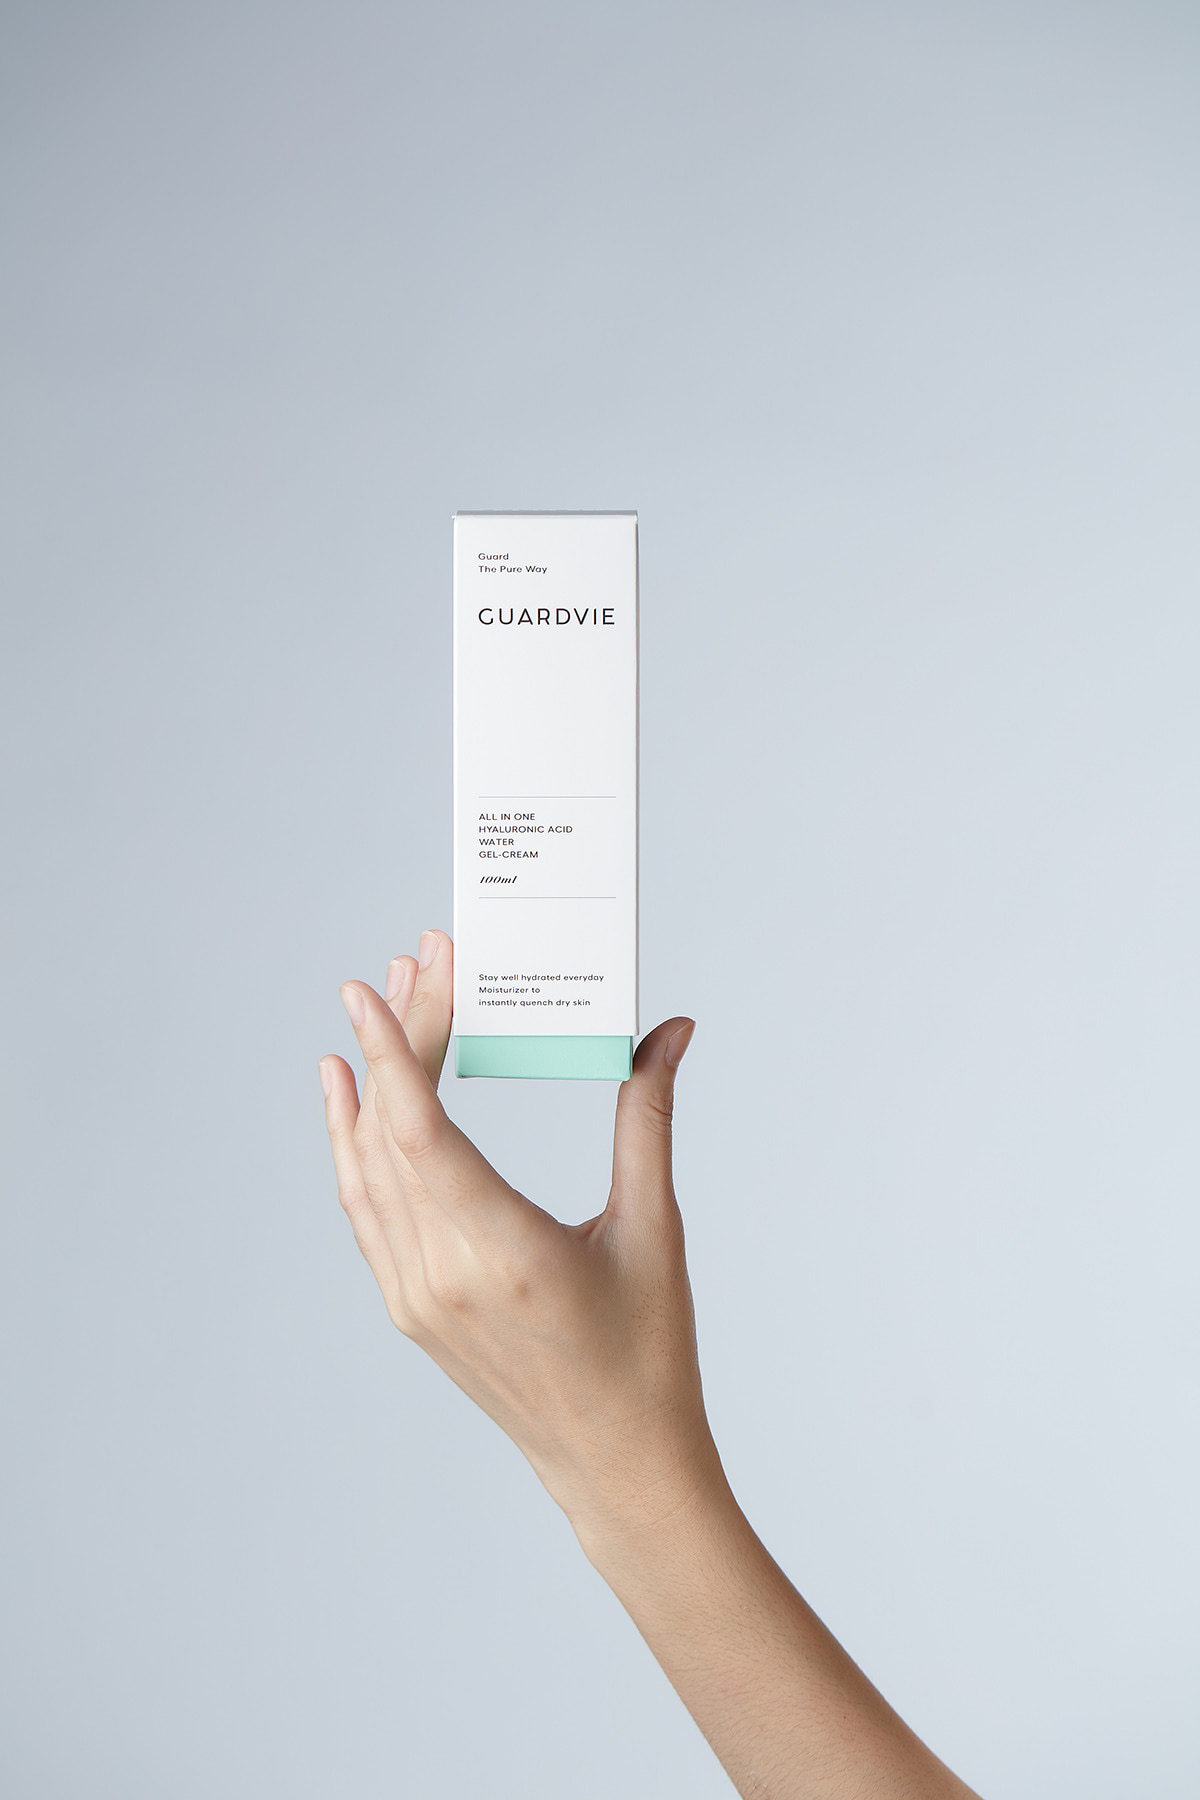 Guard
The Pure Way
GUARDVIE
ALL IN ONE
HYALURONIC ACID
WATER
GEL-CREAM
100ml
Stay well hydrated everyday
Moisturizer to
instantly quench dry skin